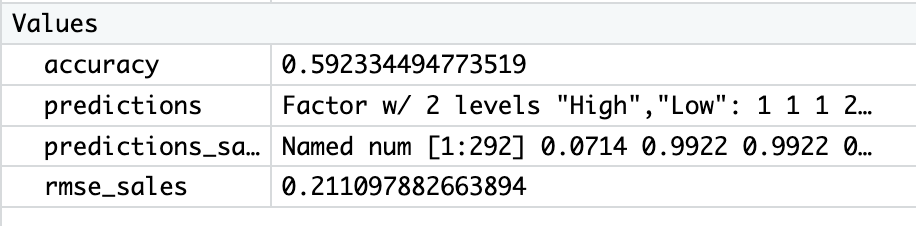 Values
accuracy 0.592334494773519
predictions Factor w/ 2 levels "High","Low": 1 1 1 2…
predictions_sa… Named num [1:292] 0.0714 0.9922 0.9922 0…
rmse_sales 0.211097882663894